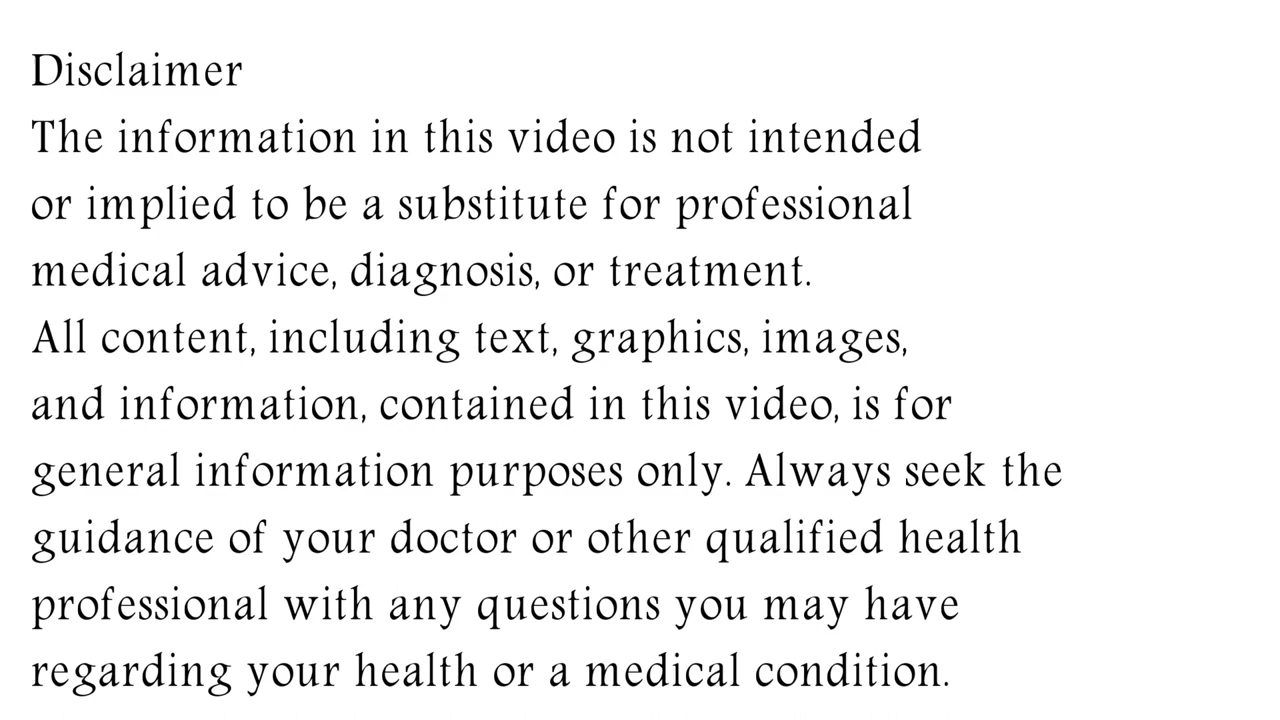 Disclaimer
The information in this video is not intended
or implied to be a substitute for professional
medical advice, diagnosis, or treatment.
All content, including text, graphics, images,
and information, contained in this video, is for
general information purposes only. Always seek the
guidance of your doctor or other qualified health
professional with any questions you may have
regarding your health or a medical condition.